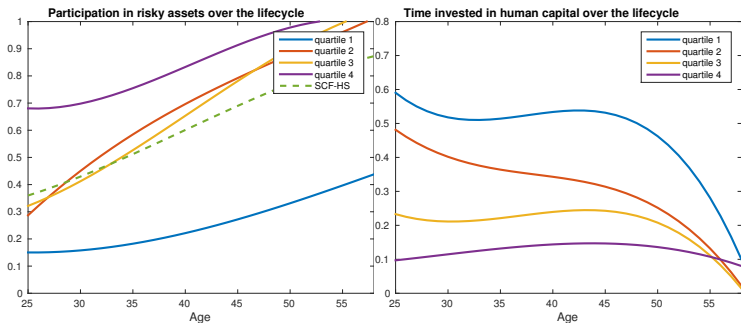 Participation in risky assets over the lifecycle
1
0.9
0.8
0.7
0.6
0.5
0.4
0.3
0.2
0.1
0
25
30
35
40
45
50
55
Age
quartile 1
quartile 2
quartile 3
quartile 4
SCF-HS
Time invested in human capital over the lifecycle
0.8
0.7
0.6
0.5
0.4
0.3
0.2
0.1
0
25
30
35
40
45
50
55
Age
quartile 1
quartile 2
quartile 3
quartile 4